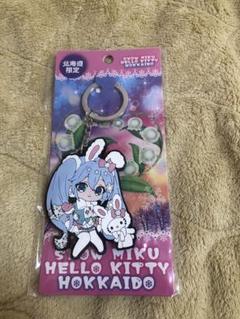 北海道
限定
SNOW MIKU
HELLO KITTY
HOKKAIDO